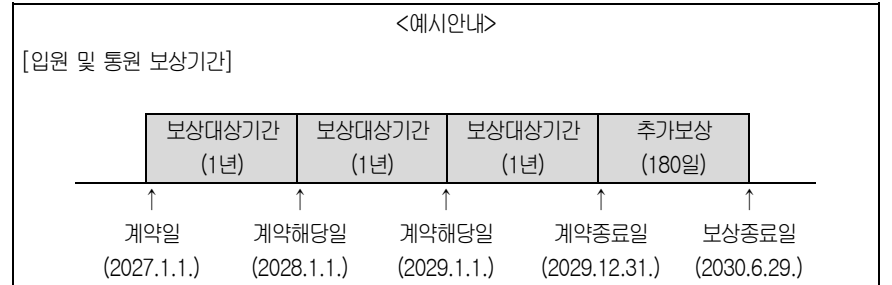 <예시안내>
[입원 및 통원 보상기간]
보상대상기간 보상대상기간 보상대상기간 추가보상
(1년) (1년) (1년) (180일)
↑ ↑ ↑ ↑ ↑
계약일 계약해당일 계약해당일 계약종료일 보상종료일
(2027.1.1.) (2028.1.1.) (2029.1.1.) (2029.12.31.) (2030.6.29.)